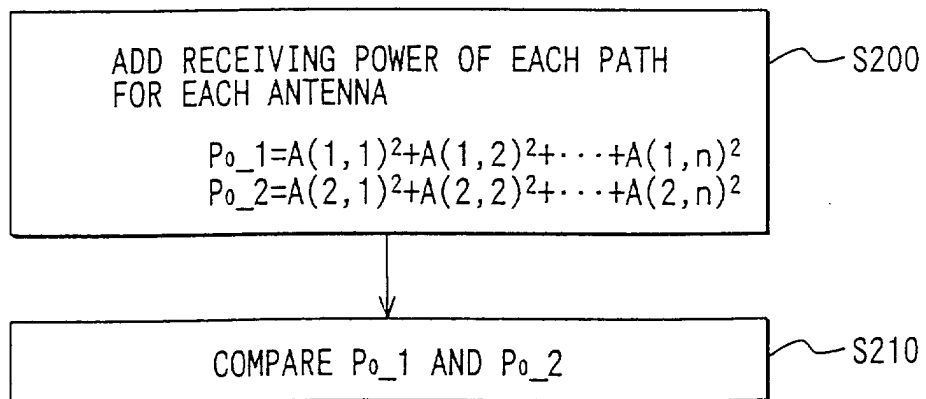 ADD RECEIVING POWER OF EACH PATH
FOR EACH ANTENNA
Po_1=A(1,1)²+A(1,2)²+···+A(1,n)²
Po_2=A(2,1)²+A(2,2)²+···+A(2,n)²
S200
COMPARE Po_1 AND Po_2
S210